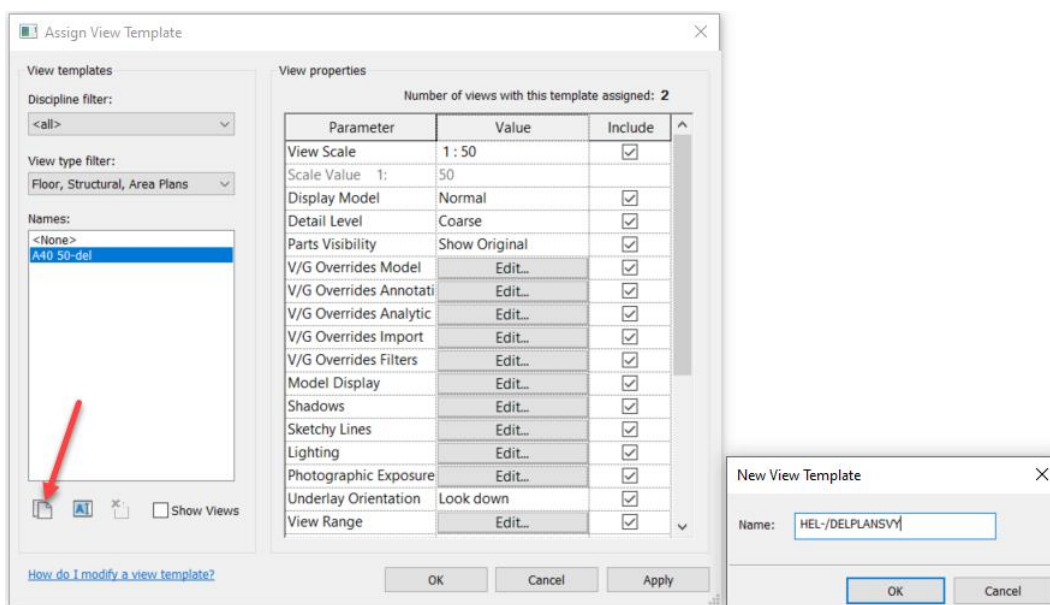 Assign View Template
View templates
Discipline filter:
<all>
View type filter:
Floor, Structural, Area Plans
Names:
<None>
A40 50-del
Show Views
How do I modify a view template?
View properties
Number of views with this template assigned: 2
Parameter Value Include
View Scale 1 : 50
Scale Value 1: 50
Display Model Normal
Detail Level Coarse
Parts Visibility Show Original
V/G Overrides Model Edit...
V/G Overrides Annotati Edit...
V/G Overrides Analytic Edit...
V/G Overrides Import Edit...
V/G Overrides Filters Edit...
Model Display Edit...
Shadows Edit...
Sketchy Lines Edit...
Lighting Edit...
Photographic Exposure Edit...
Underlay Orientation Look down
View Range Edit...
OK Cancel Apply
New View Template
Name: HEL-/DELPLANSVY
OK Cancel